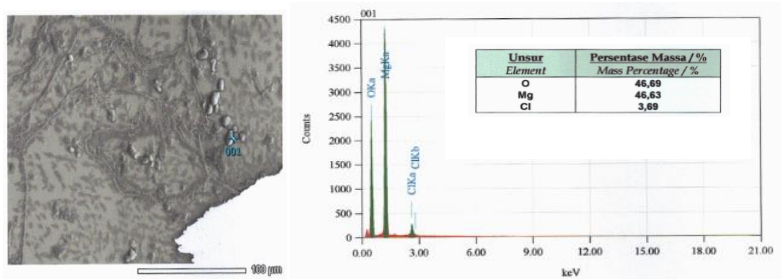 001
100 µm
001
4500
4000
3500
3000
2500
2000
1500
1000
500
0
Counts
OKa
MgKa
ClKa
ClKb
0.00 3.00 6.00 9.00 12.00 15.00 18.00 21.00
keV
Unsur Persentase Massa / %
Element Mass Percentage / %
O 46,69
Mg 46,63
Cl 3,69